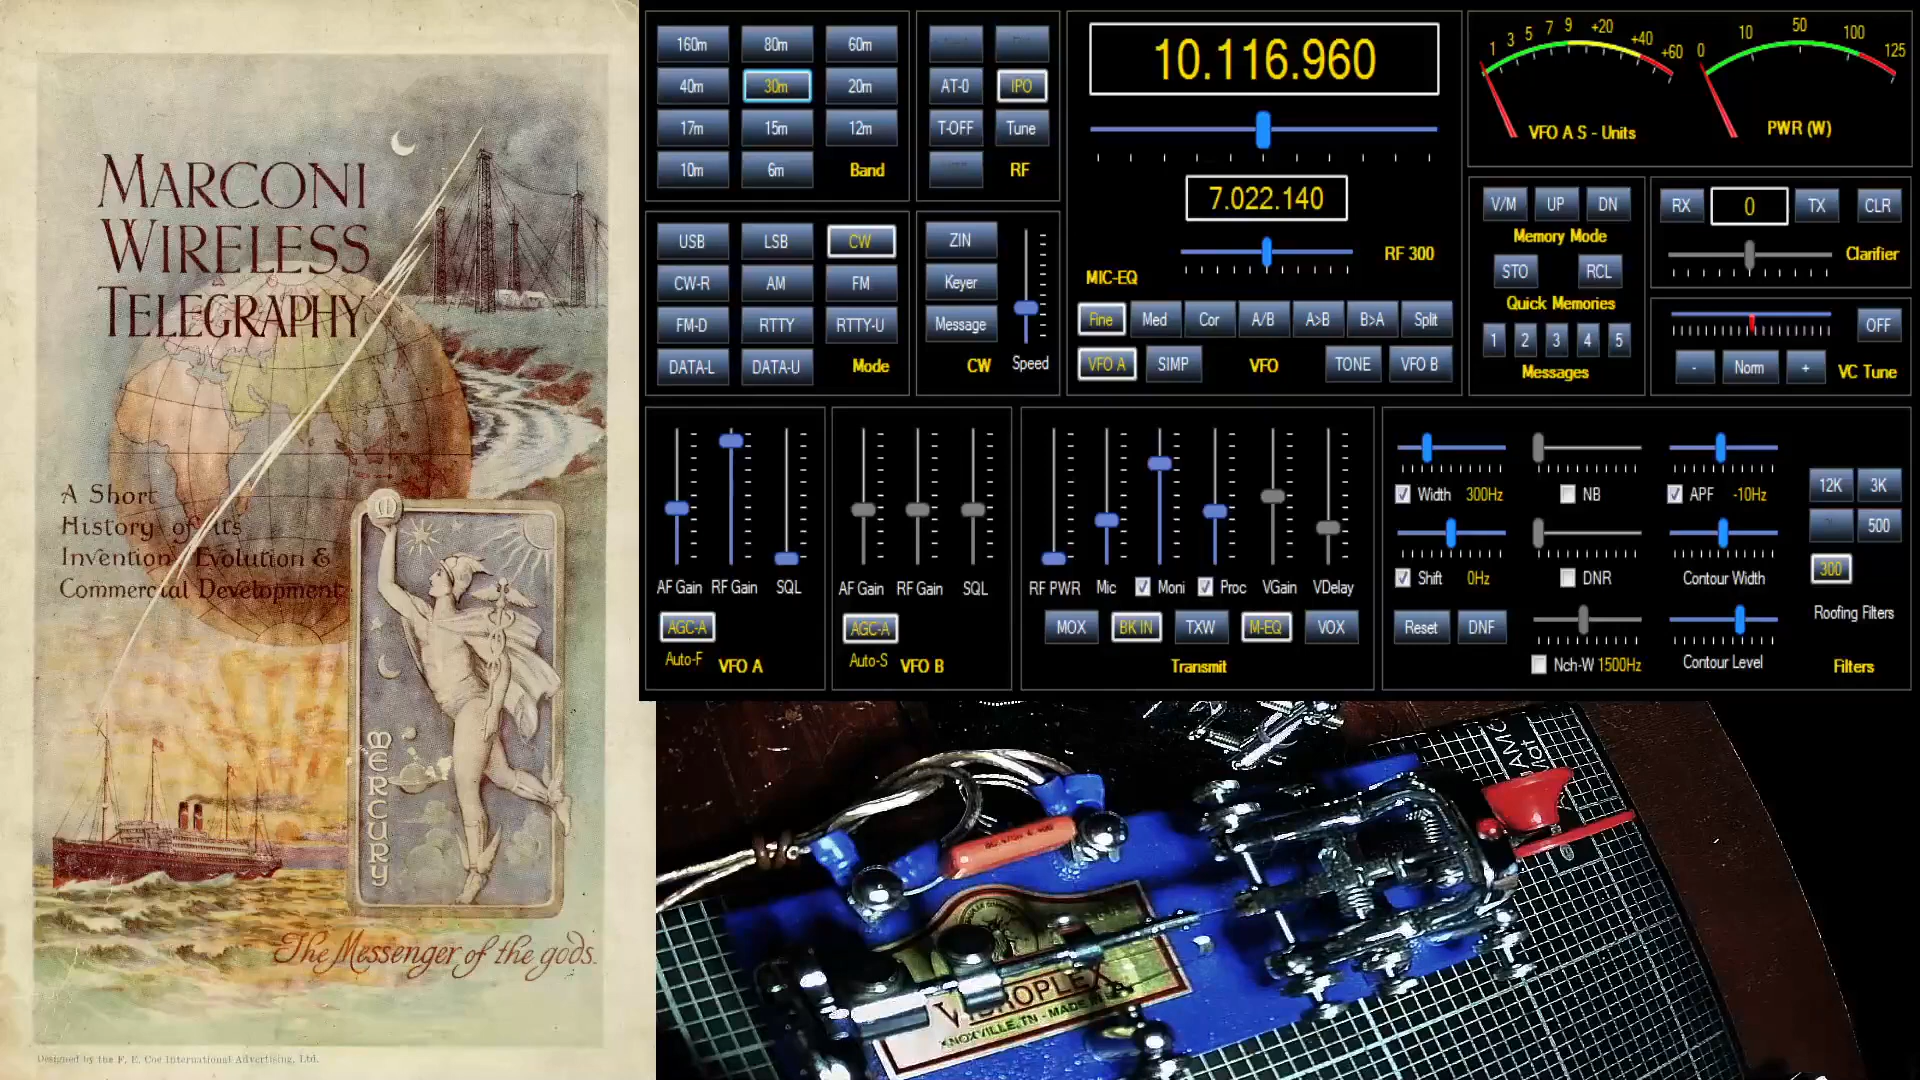 MARCONI
WIRELESS
TELEGRAPHY
A Short
History of its
Invention, Evolution &
Commercial Development
MERCURY
The Messenger of the gods.
Designed by the F. E. Coe International Advertising, Ltd.
160m 80m 60m
40m 30m 20m
17m 15m 12m
10m 6m Band
AT-0 IPO
T-OFF Tune
RF
10.116.960
7.022.140
MIC-EQ
RF 300
Fine Med Cor A/B A>B B>A Split
VFO A SIMP VFO TONE VFO B
1 3 5 7 9 +20 +40 +60
VFO A S - Units
0 10 50 100 125
PWR (W)
USB LSB CW
CW-R AM FM
FM-D RTTY RTTY-U
DATA-L DATA-U Mode
ZIN
Keyer
Message
CW Speed
V/M UP DN
Memory Mode
STO RCL
Quick Memories
1 2 3 4 5
Messages
RX 0 TX CLR
Clarifier
OFF
- Norm + VC Tune
AF Gain RF Gain SQL
AGC-A
Auto-F VFO A
AF Gain RF Gain SQL
AGC-A
Auto-S VFO B
RF PWR Mic Moni Proc VGain VDelay
MOX BK IN TXW M-EQ VOX
Transmit
Width 300Hz NB APF -10Hz
12K 3K
500
Shift 0Hz DNR Contour Width
300
Roofing Filters
Reset DNF
Nch-W 1500Hz Contour Level
Filters
VIBROPLEX
KNOXVILLE, TN - MADE IN